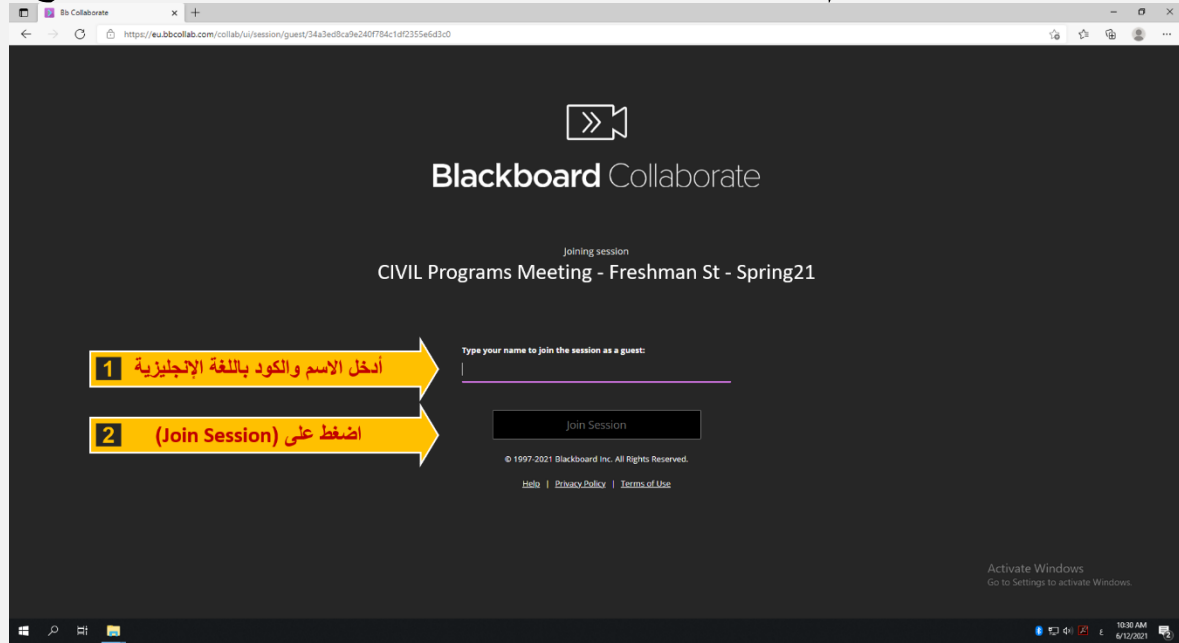 Bb Collaborate
https://eu.bbcollab.com/collab/ui/session/guest/34a3ed8ca9e240f784c1df2355e6d3c0
Blackboard Collaborate
Joining session
CIVIL Programs Meeting - Freshman St - Spring21
Type your name to join the session as a guest:
1 أدخل الاسم والكود باللغة الإنجليزية
2 اضغط على (Join Session)
Join Session
© 1997-2021 Blackboard Inc. All Rights Reserved.
Help | Privacy Policy | Terms of Use
Activate Windows
Go to Settings to activate Windows.
ع 10:30 AM
6/12/2021
2